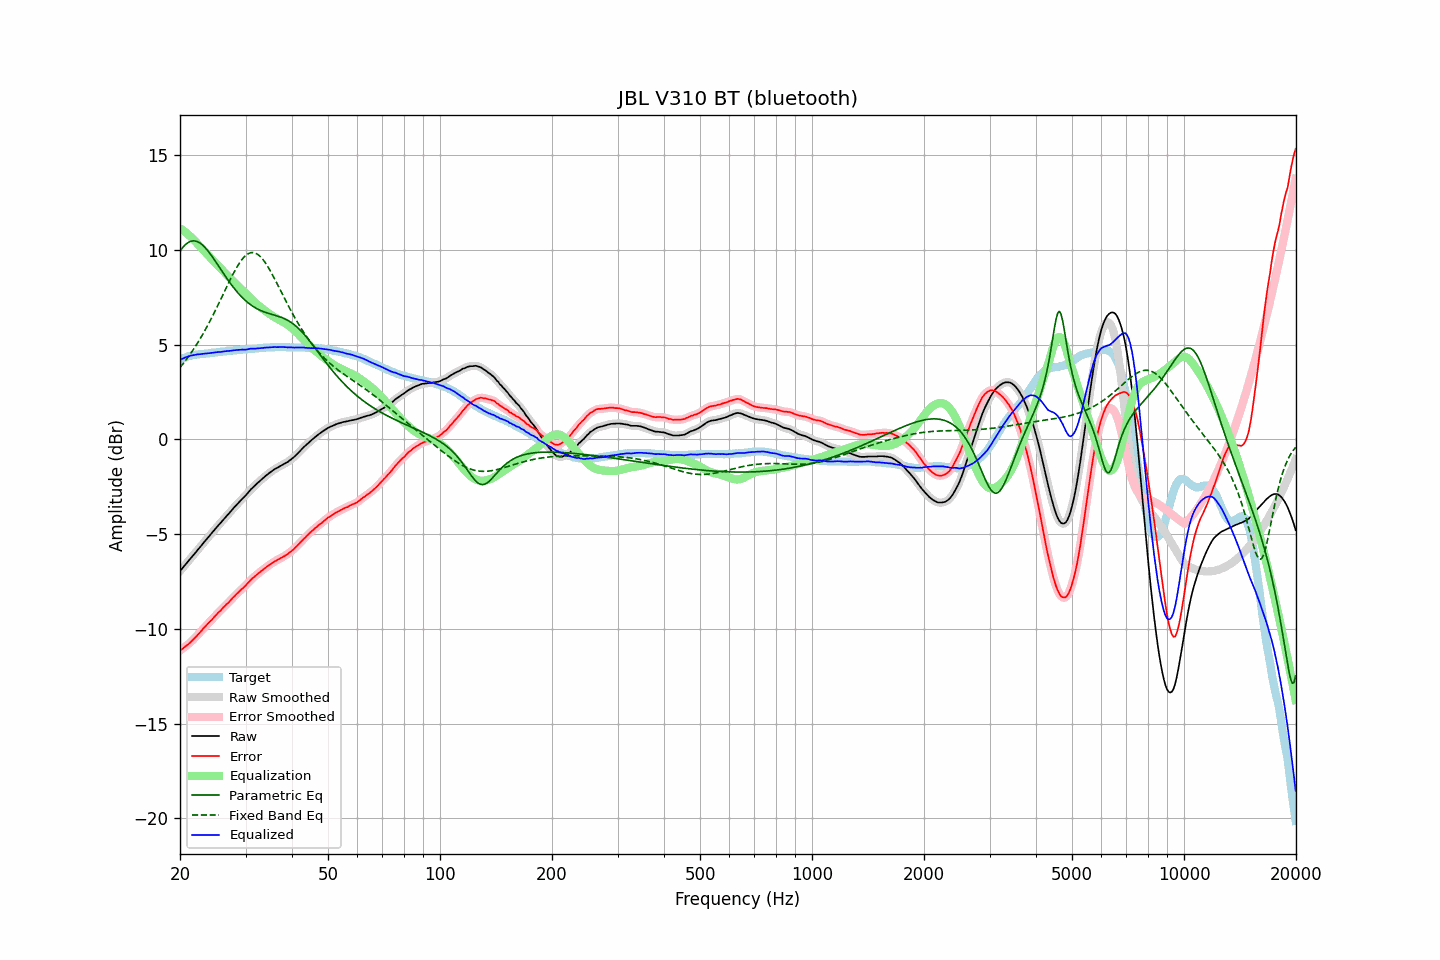 JBL V310 BT (bluetooth)
Amplitude (dBr)
15
10
5
0
−5
−10
−15
−20
Target
Raw Smoothed
Error Smoothed
Raw
Error
Equalization
Parametric Eq
Fixed Band Eq
Equalized
20 50 100 200 500 1000 2000 5000 10000 20000
Frequency (Hz)